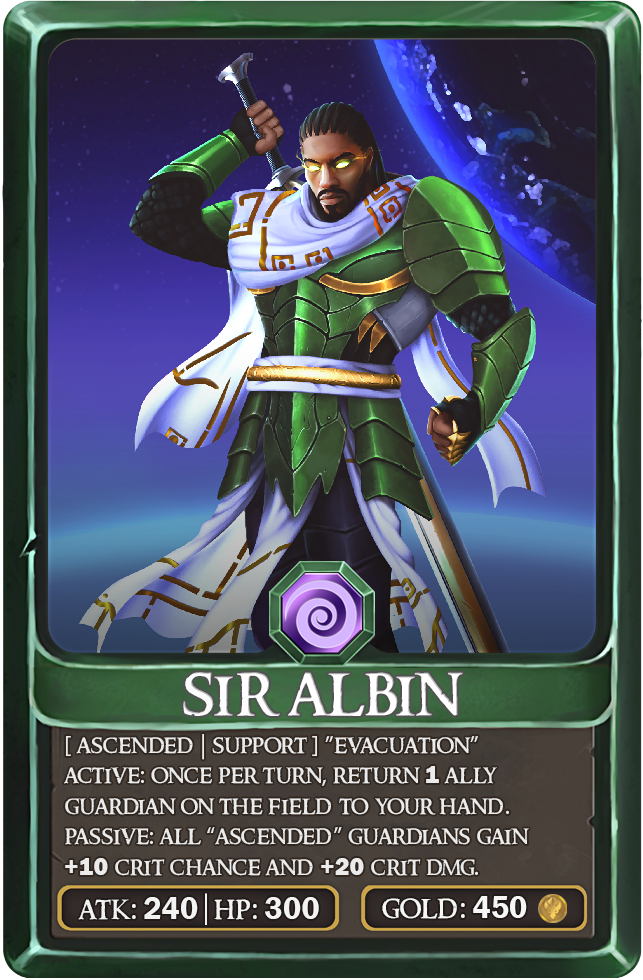 SIR ALBIN
[ ASCENDED | SUPPORT ] "EVACUATION"
ACTIVE: ONCE PER TURN, RETURN 1 ALLY
GUARDIAN ON THE FIELD TO YOUR HAND.
PASSIVE: ALL "ASCENDED" GUARDIANS GAIN
+10 CRIT CHANCE AND +20 CRIT DMG.
ATK: 240 | HP: 300
GOLD: 450